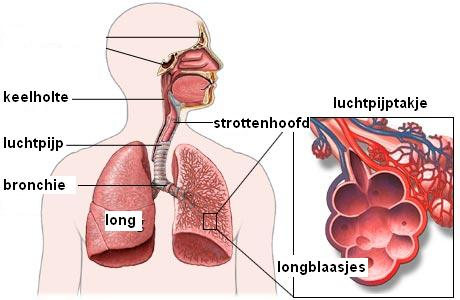 keelholte
luchtpijp
bronchie
long
strottenhoofd
luchtpijptakje
longblaasjes